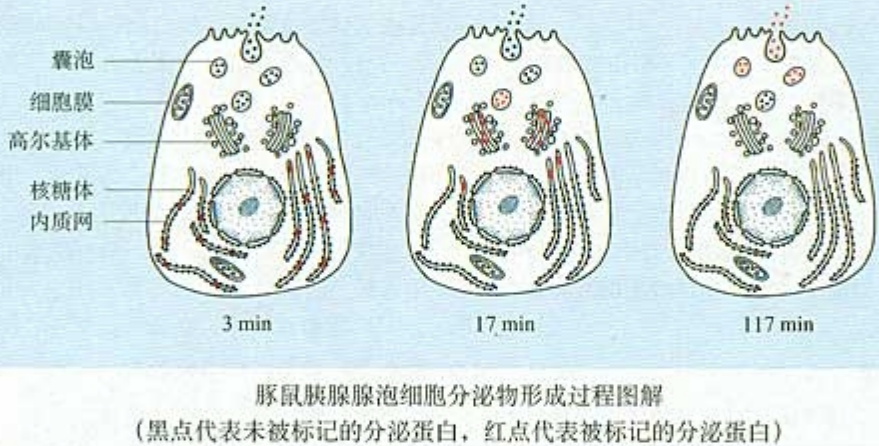 囊泡
细胞膜
高尔基体
核糖体
内质网
3 min
17 min
117 min
豚鼠胰腺腺泡细胞分泌物形成过程图解
（黑点代表未被标记的分泌蛋白，红点代表被标记的分泌蛋白）